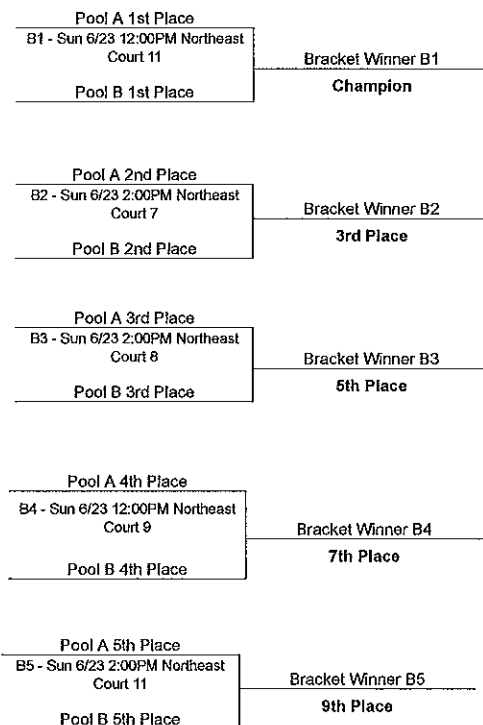 Pool A 1st Place
B1 - Sun 6/23 12:00PM Northeast
Court 11
Pool B 1st Place
Bracket Winner B1
Champion
Pool A 2nd Place
B2 - Sun 6/23 2:00PM Northeast
Court 7
Pool B 2nd Place
Bracket Winner B2
3rd Place
Pool A 3rd Place
B3 - Sun 6/23 2:00PM Northeast
Court 8
Pool B 3rd Place
Bracket Winner B3
5th Place
Pool A 4th Place
B4 - Sun 6/23 12:00PM Northeast
Court 9
Pool B 4th Place
Bracket Winner B4
7th Place
Pool A 5th Place
B5 - Sun 6/23 2:00PM Northeast
Court 11
Pool B 5th Place
Bracket Winner B5
9th Place